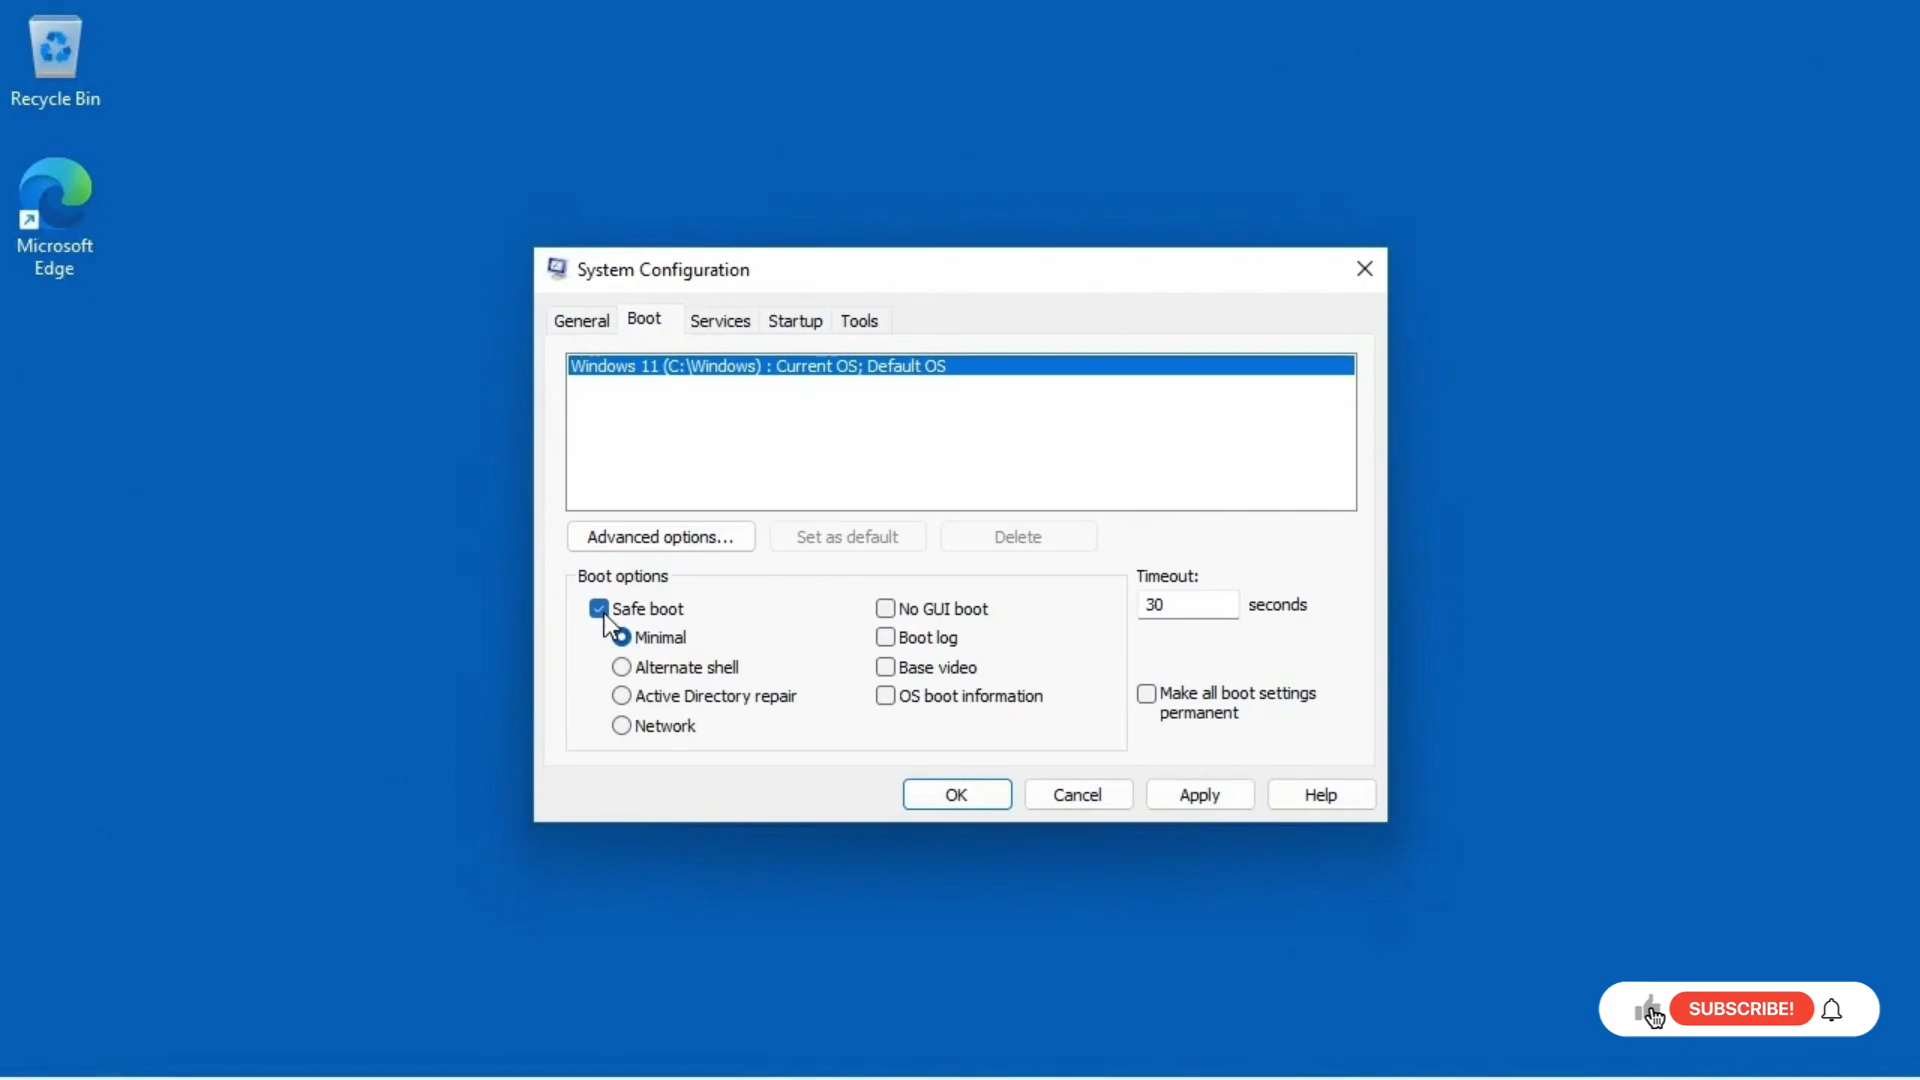 Recycle Bin
Microsoft
Edge
System Configuration
General Boot Services Startup Tools
Windows 11 (C:\Windows) : Current OS; Default OS
Advanced options... Set as default Delete
Boot options
Timeout:
Safe boot
No GUI boot
30 seconds
Minimal
Boot log
Alternate shell
Base video
Active Directory repair
OS boot information
Make all boot settings
permanent
Network
OK Cancel Apply Help
SUBSCRIBE!